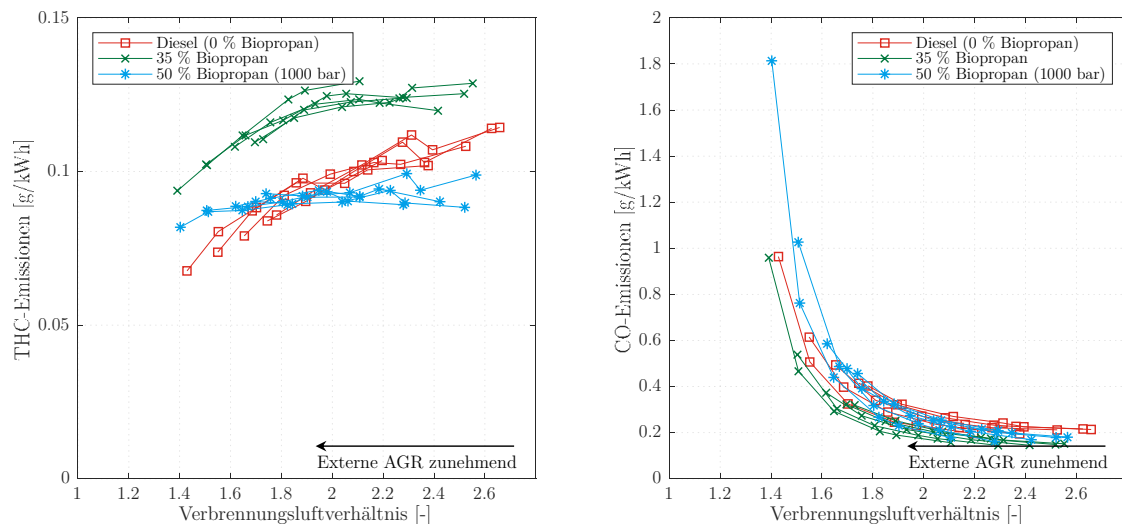 0.15
0.1
0.05
0
THC-Emissionen [g/kWh]
Diesel (0 % Biopropan)
35 % Biopropan
50 % Biopropan (1000 bar)
Externe AGR zunehmend
1 1.2 1.4 1.6 1.8 2 2.2 2.4 2.6
Verbrennungsluftverhältnis [-]
2
1.8
1.6
1.4
1.2
1
0.8
0.6
0.4
0.2
0
CO-Emissionen [g/kWh]
Diesel (0 % Biopropan)
35 % Biopropan
50 % Biopropan (1000 bar)
Externe AGR zunehmend
1 1.2 1.4 1.6 1.8 2 2.2 2.4 2.6
Verbrennungsluftverhältnis [-]